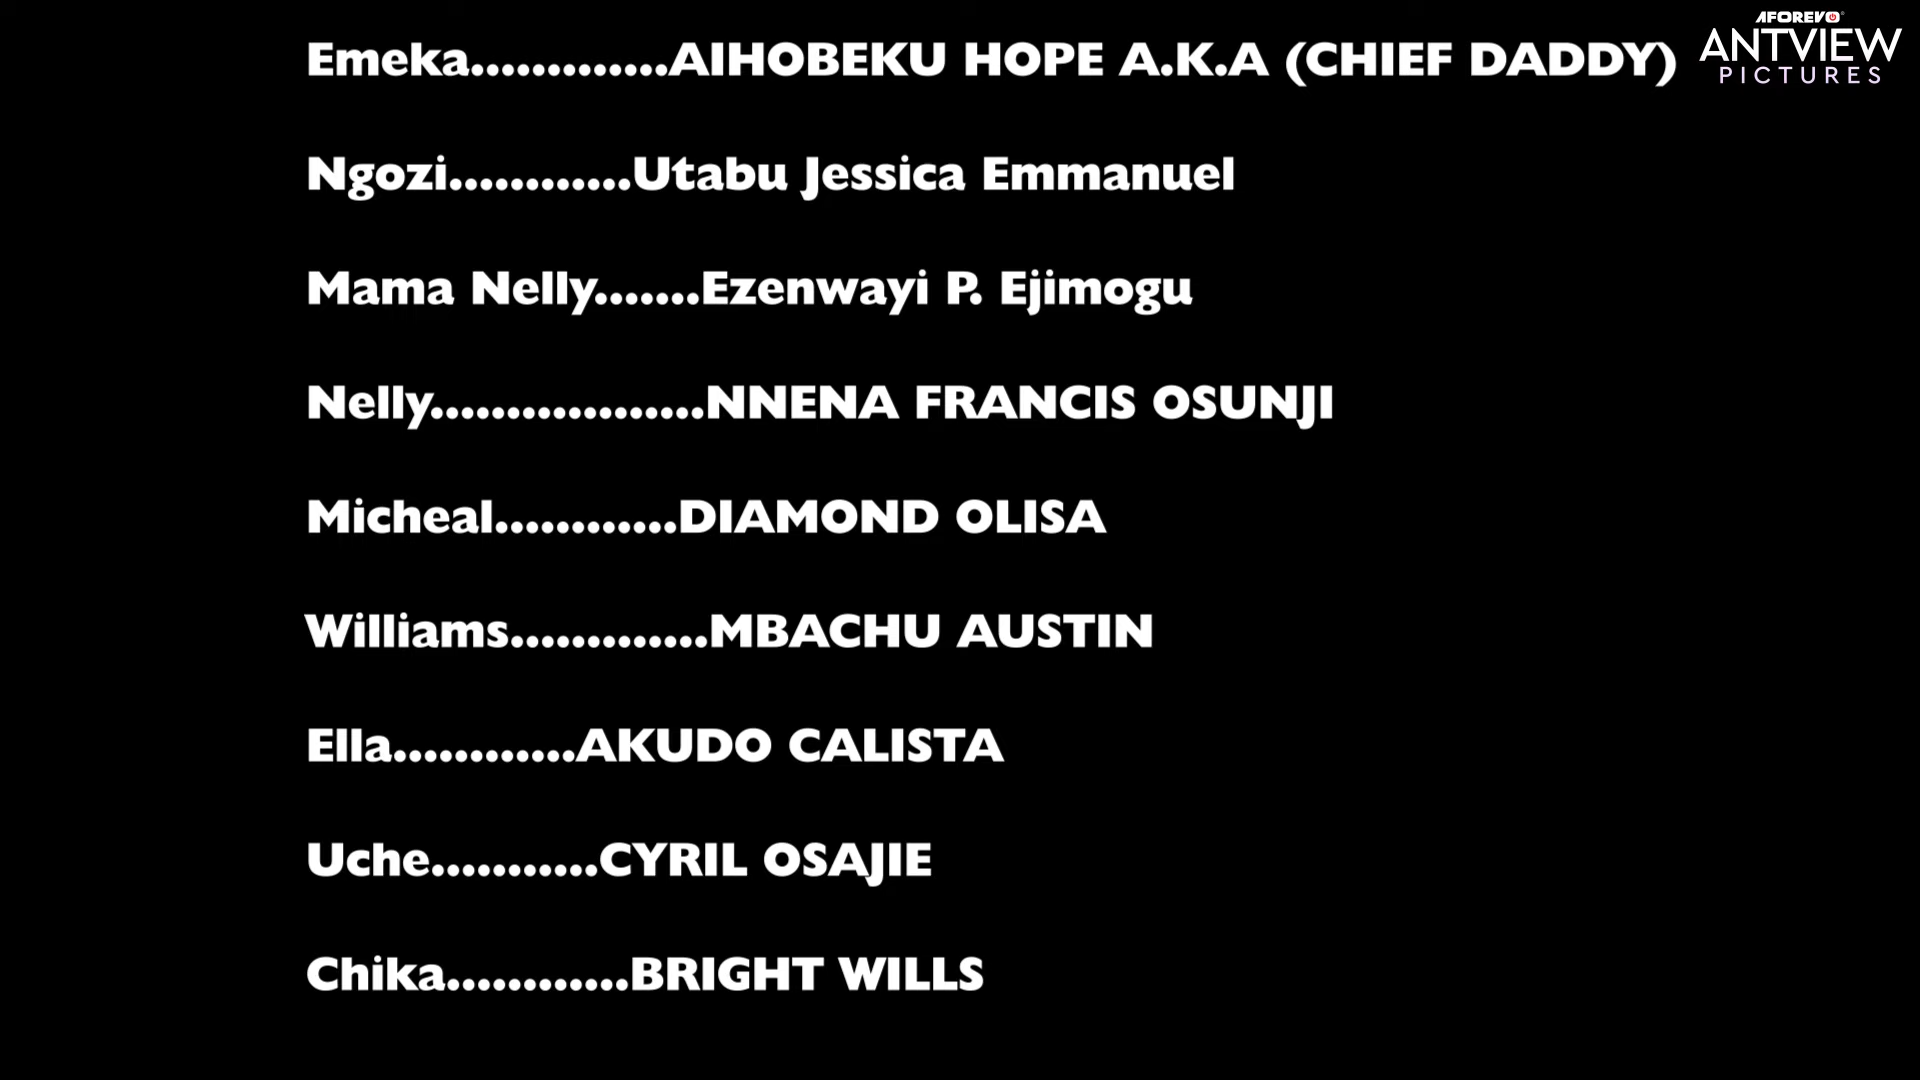 AFOREVO
ANTVIEW
PICTURES
Emeka.............AIHOBEKU HOPE A.K.A (CHIEF DADDY)
Ngozi............Utabu Jessica Emmanuel
Mama Nelly.......Ezenwayi P. Ejimogu
Nelly..................NNENA FRANCIS OSUNJI
Micheal............DIAMOND OLISA
Williams.............MBACHU AUSTIN
Ella............AKUDO CALISTA
Uche...........CYRIL OSAJIE
Chika............BRIGHT WILLS